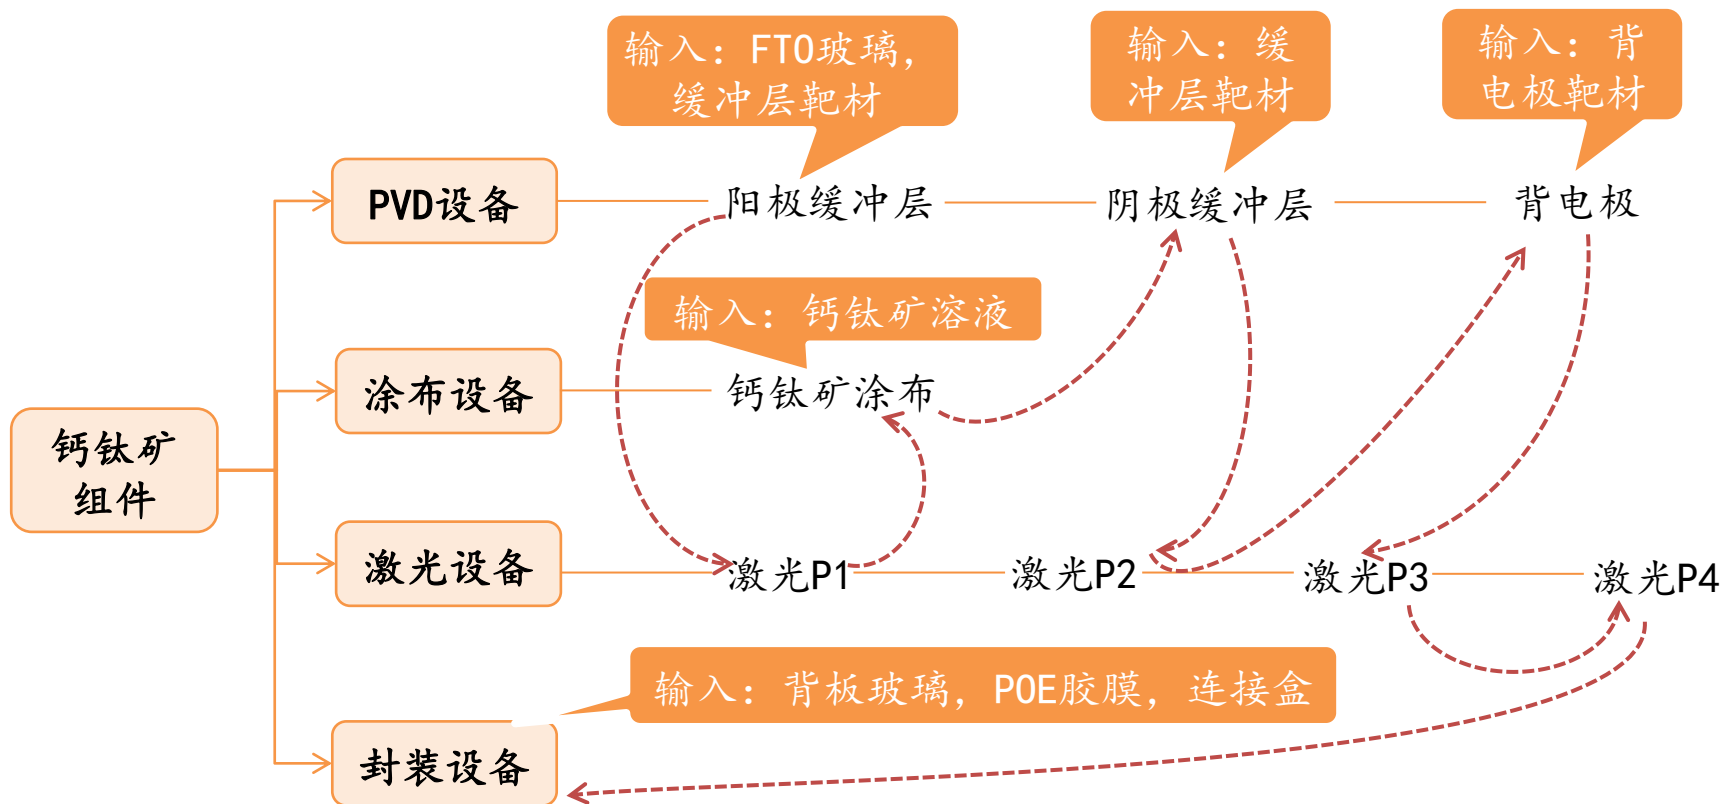 输入：FTO玻璃，
缓冲层靶材
输入：缓
冲层靶材
输入：背
电极靶材
PVD设备
阳极缓冲层
阴极缓冲层
背电极
输入：钙钛矿溶液
涂布设备
钙钛矿涂布
钙钛矿
组件
激光设备
激光P1
激光P2
激光P3
激光P4
输入：背板玻璃，POE胶膜，连接盒
封装设备